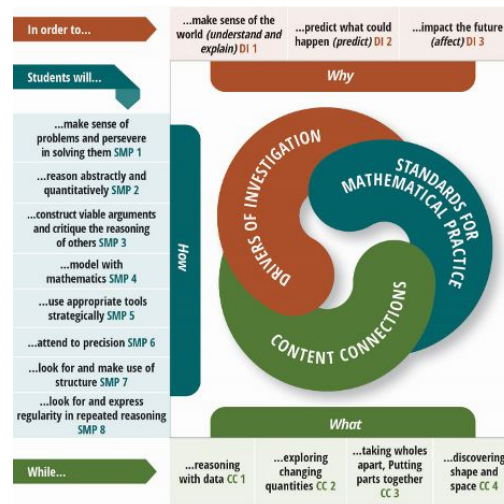 In order to...
...make sense of the
world (understand and
explain) DI 1
...predict what could
happen (predict) DI 2
...impact the future
(affect) DI 3
Why
Students will...
...make sense of
problems and persevere
in solving them SMP 1
...reason abstractly and
quantitatively SMP 2
...construct viable arguments
and critique the reasoning
of others SMP 3
...model with
mathematics SMP 4
...use appropriate tools
strategically SMP 5
...attend to precision SMP 6
...look for and make use of
structure SMP 7
...look for and express
regularity in repeated reasoning
SMP 8
How
DRIVERS OF INVESTIGATION
STANDARDS FOR
MATHEMATICAL PRACTICE
CONTENT CONNECTIONS
What
While...
...reasoning
with data CC 1
...exploring
changing
quantities CC 2
...taking wholes
apart, Putting
parts together
CC 3
...discovering
shape and
space CC 4